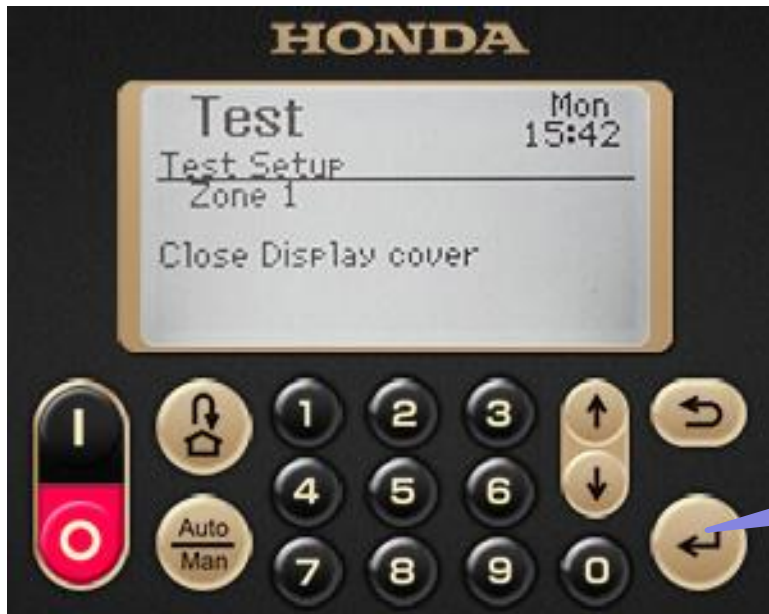 HONDA
Test
Mon
15:42
Test Setup
Zone 1
Close Display cover
I
1 2 3
4 5 6
Auto
Man
O
7 8 9 0